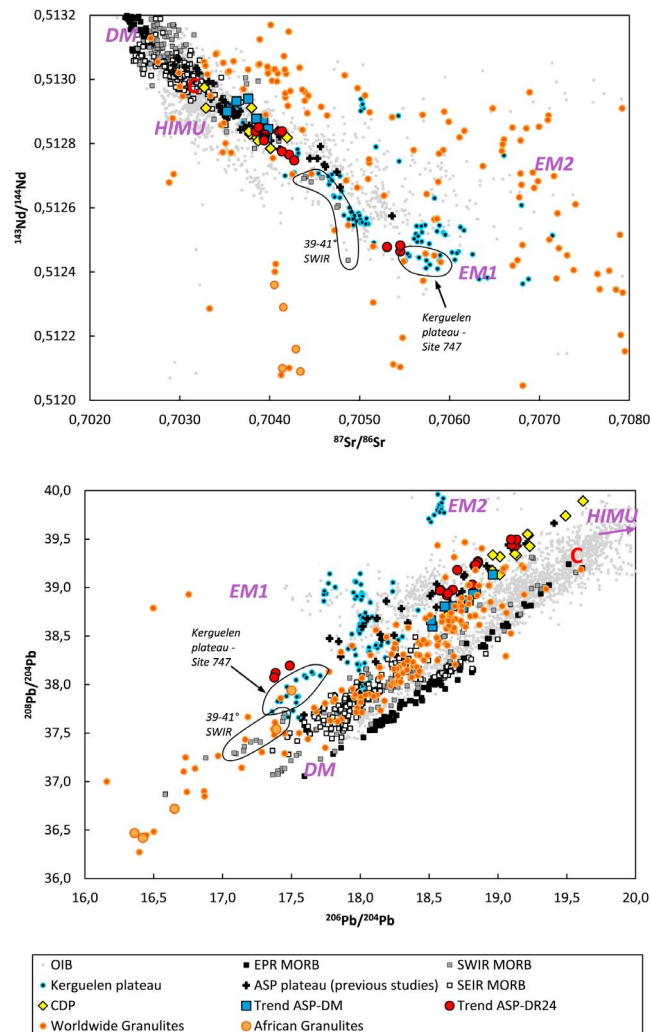 0,5132
0,5130
0,5128
0,5126
0,5124
0,5122
0,5120
¹⁴³Nd/¹⁴⁴Nd
DM
C
HIMU
EM2
39-41°
SWIR
EM1
Kerguelen
plateau -
Site 747
0,7020 0,7030 0,7040 0,7050 0,7060 0,7070 0,7080
⁸⁷Sr/⁸⁶Sr
40,0
39,5
39,0
38,5
38,0
37,5
37,0
36,5
36,0
²⁰⁸Pb/²⁰⁴Pb
EM2
HIMU
C
EM1
Kerguelen
plateau -
Site 747
39-41°
SWIR
DM
16,0 16,5 17,0 17,5 18,0 18,5 19,0 19,5 20,0
²⁰⁶Pb/²⁰⁴Pb
OIB EPR MORB SWIR MORB
Kerguelen plateau ASP plateau (previous studies) SEIR MORB
CDP Trend ASP-DM Trend ASP-DR24
Worldwide Granulites African Granulites